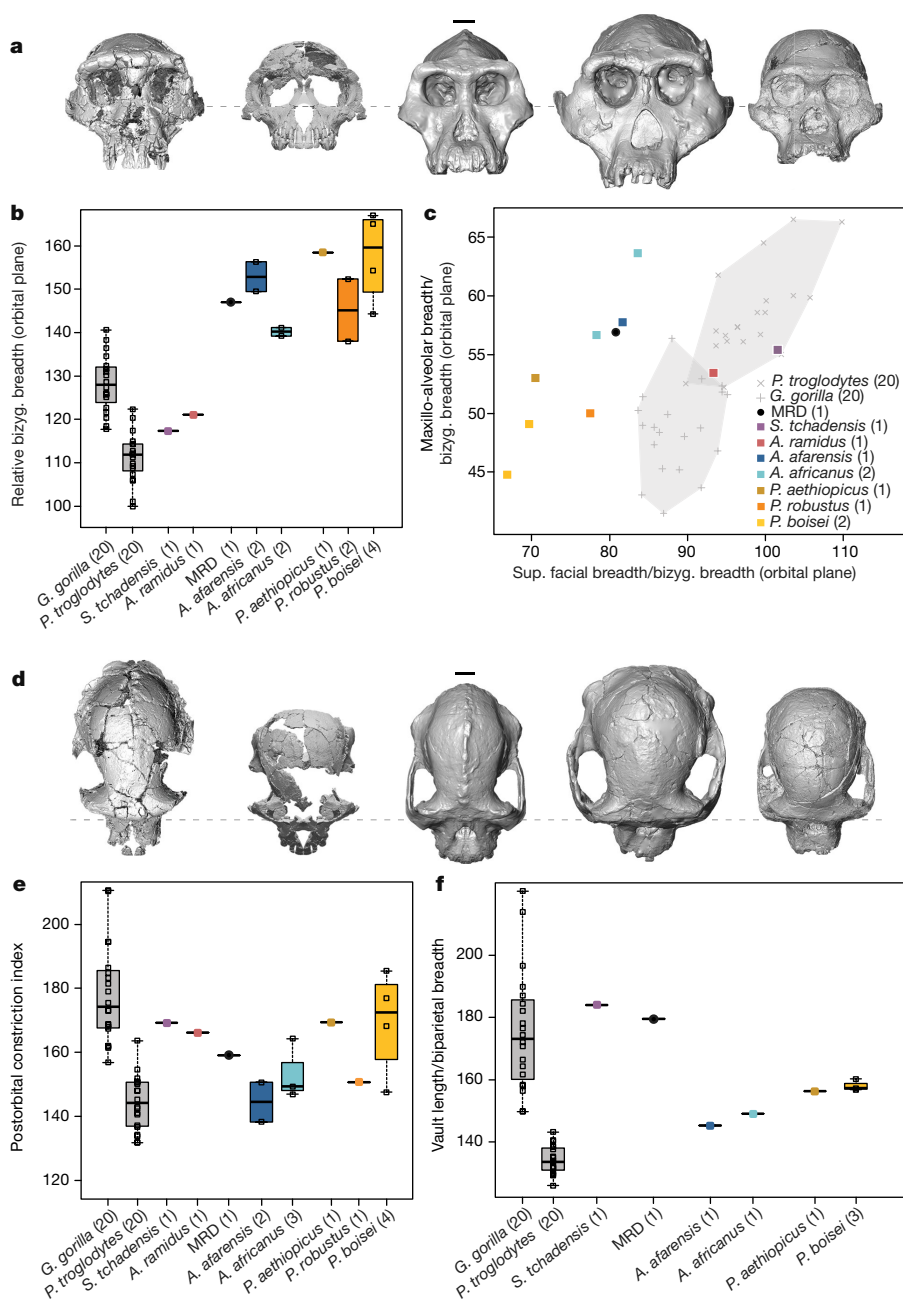 a
b
Relative bizyg. breadth (orbital plane)
160
150
140
130
120
110
100
G. gorilla (20)
P. troglodytes (20)
S. tchadensis (1)
A. ramidus (1)
MRD (1)
A. afarensis (2)
A. africanus (2)
P. aethiopicus (1)
P. robustus (2)
P. boisei (4)
c
Maxillo-alveolar breadth/
bizyg. breadth (orbital plane)
65
60
55
50
45
P. troglodytes (20)
G. gorilla (20)
MRD (1)
S. tchadensis (1)
A. ramidus (1)
A. afarensis (1)
A. africanus (2)
P. aethiopicus (1)
P. robustus (1)
P. boisei (2)
70
80
90
100
110
Sup. facial breadth/bizyg. breadth (orbital plane)
d
e
Postorbital constriction index
200
180
160
140
120
G. gorilla (20)
P. troglodytes (20)
S. tchadensis (1)
A. ramidus (1)
MRD (1)
A. afarensis (2)
A. africanus (3)
P. aethiopicus (1)
P. robustus (1)
P. boisei (4)
f
Vault length/biparietal breadth
200
180
160
140
G. gorilla (20)
P. troglodytes (20)
S. tchadensis (1)
MRD (1)
A. afarensis (1)
A. africanus (1)
P. aethiopicus (1)
P. boisei (3)